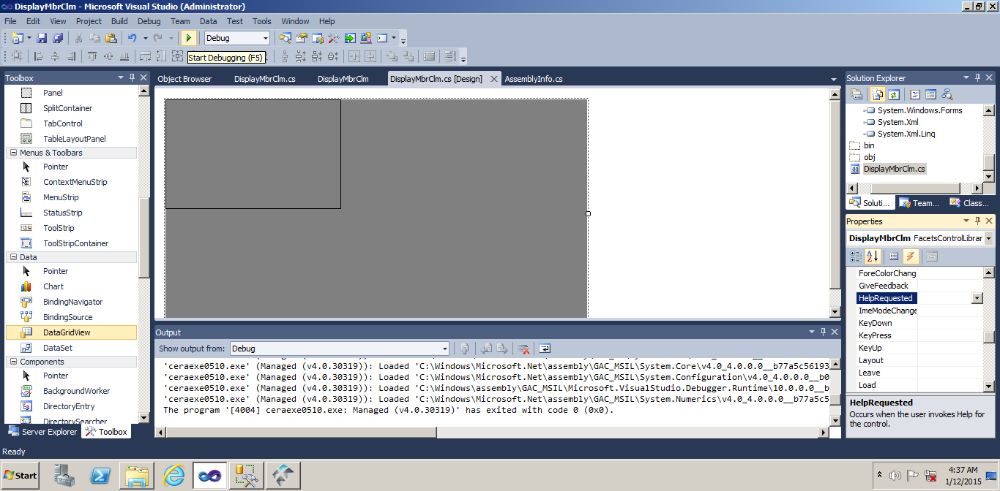 DisplayMbrClm - Microsoft Visual Studio (Administrator)
File Edit View Project Build Debug Team Data Test Tools Window Help
Debug
Start Debugging (F5)
Toolbox
Panel
SplitContainer
TabControl
TableLayoutPanel
Menus & Toolbars
Pointer
ContextMenuStrip
MenuStrip
StatusStrip
ToolStrip
ToolStripContainer
Data
Pointer
Chart
BindingNavigator
BindingSource
DataGridView
DataSet
Components
Pointer
BackgroundWorker
DirectoryEntry
DirectorySearcher
Server Explorer Toolbox
Object Browser DisplayMbrClm.cs DisplayMbrClm DisplayMbrClm.cs [Design] AssemblyInfo.cs
Output
Show output from: Debug
'ceraexe0510.exe' (Managed (v4.0.30319)): Loaded 'C:\Windows\Microsoft.Net\assembly\GAC_MSIL\System.Core\v4.0_4.0.0.0__b77a5c56193
'ceraexe0510.exe' (Managed (v4.0.30319)): Loaded 'C:\Windows\Microsoft.Net\assembly\GAC_MSIL\System.Configuration\v4.0_4.0.0.0__b0
'ceraexe0510.exe' (Managed (v4.0.30319)): Loaded 'C:\Windows\assembly\GAC_MSIL\Microsoft.VisualStudio.Debugger.Runtime\10.0.0.0__b
'ceraexe0510.exe' (Managed (v4.0.30319)): Loaded 'C:\Windows\Microsoft.Net\assembly\GAC_MSIL\System.Numerics\v4.0_4.0.0.0__b77a5c5
The program '[4004] ceraexe0510.exe: Managed (v4.0.30319)' has exited with code 0 (0x0).
Solution Explorer
System.Windows.Forms
System.Xml
System.Xml.Linq
bin
obj
DisplayMbrClm.cs
Soluti... Team... Class...
Properties
DisplayMbrClm FacetsControlLibrar
ForeColorChang
GiveFeedback
HelpRequested
ImeModeChange
KeyDown
KeyPress
KeyUp
Layout
Leave
Load
HelpRequested
Occurs when the user invokes Help for
the control.
Ready
Start
4:37 AM
1/12/2015